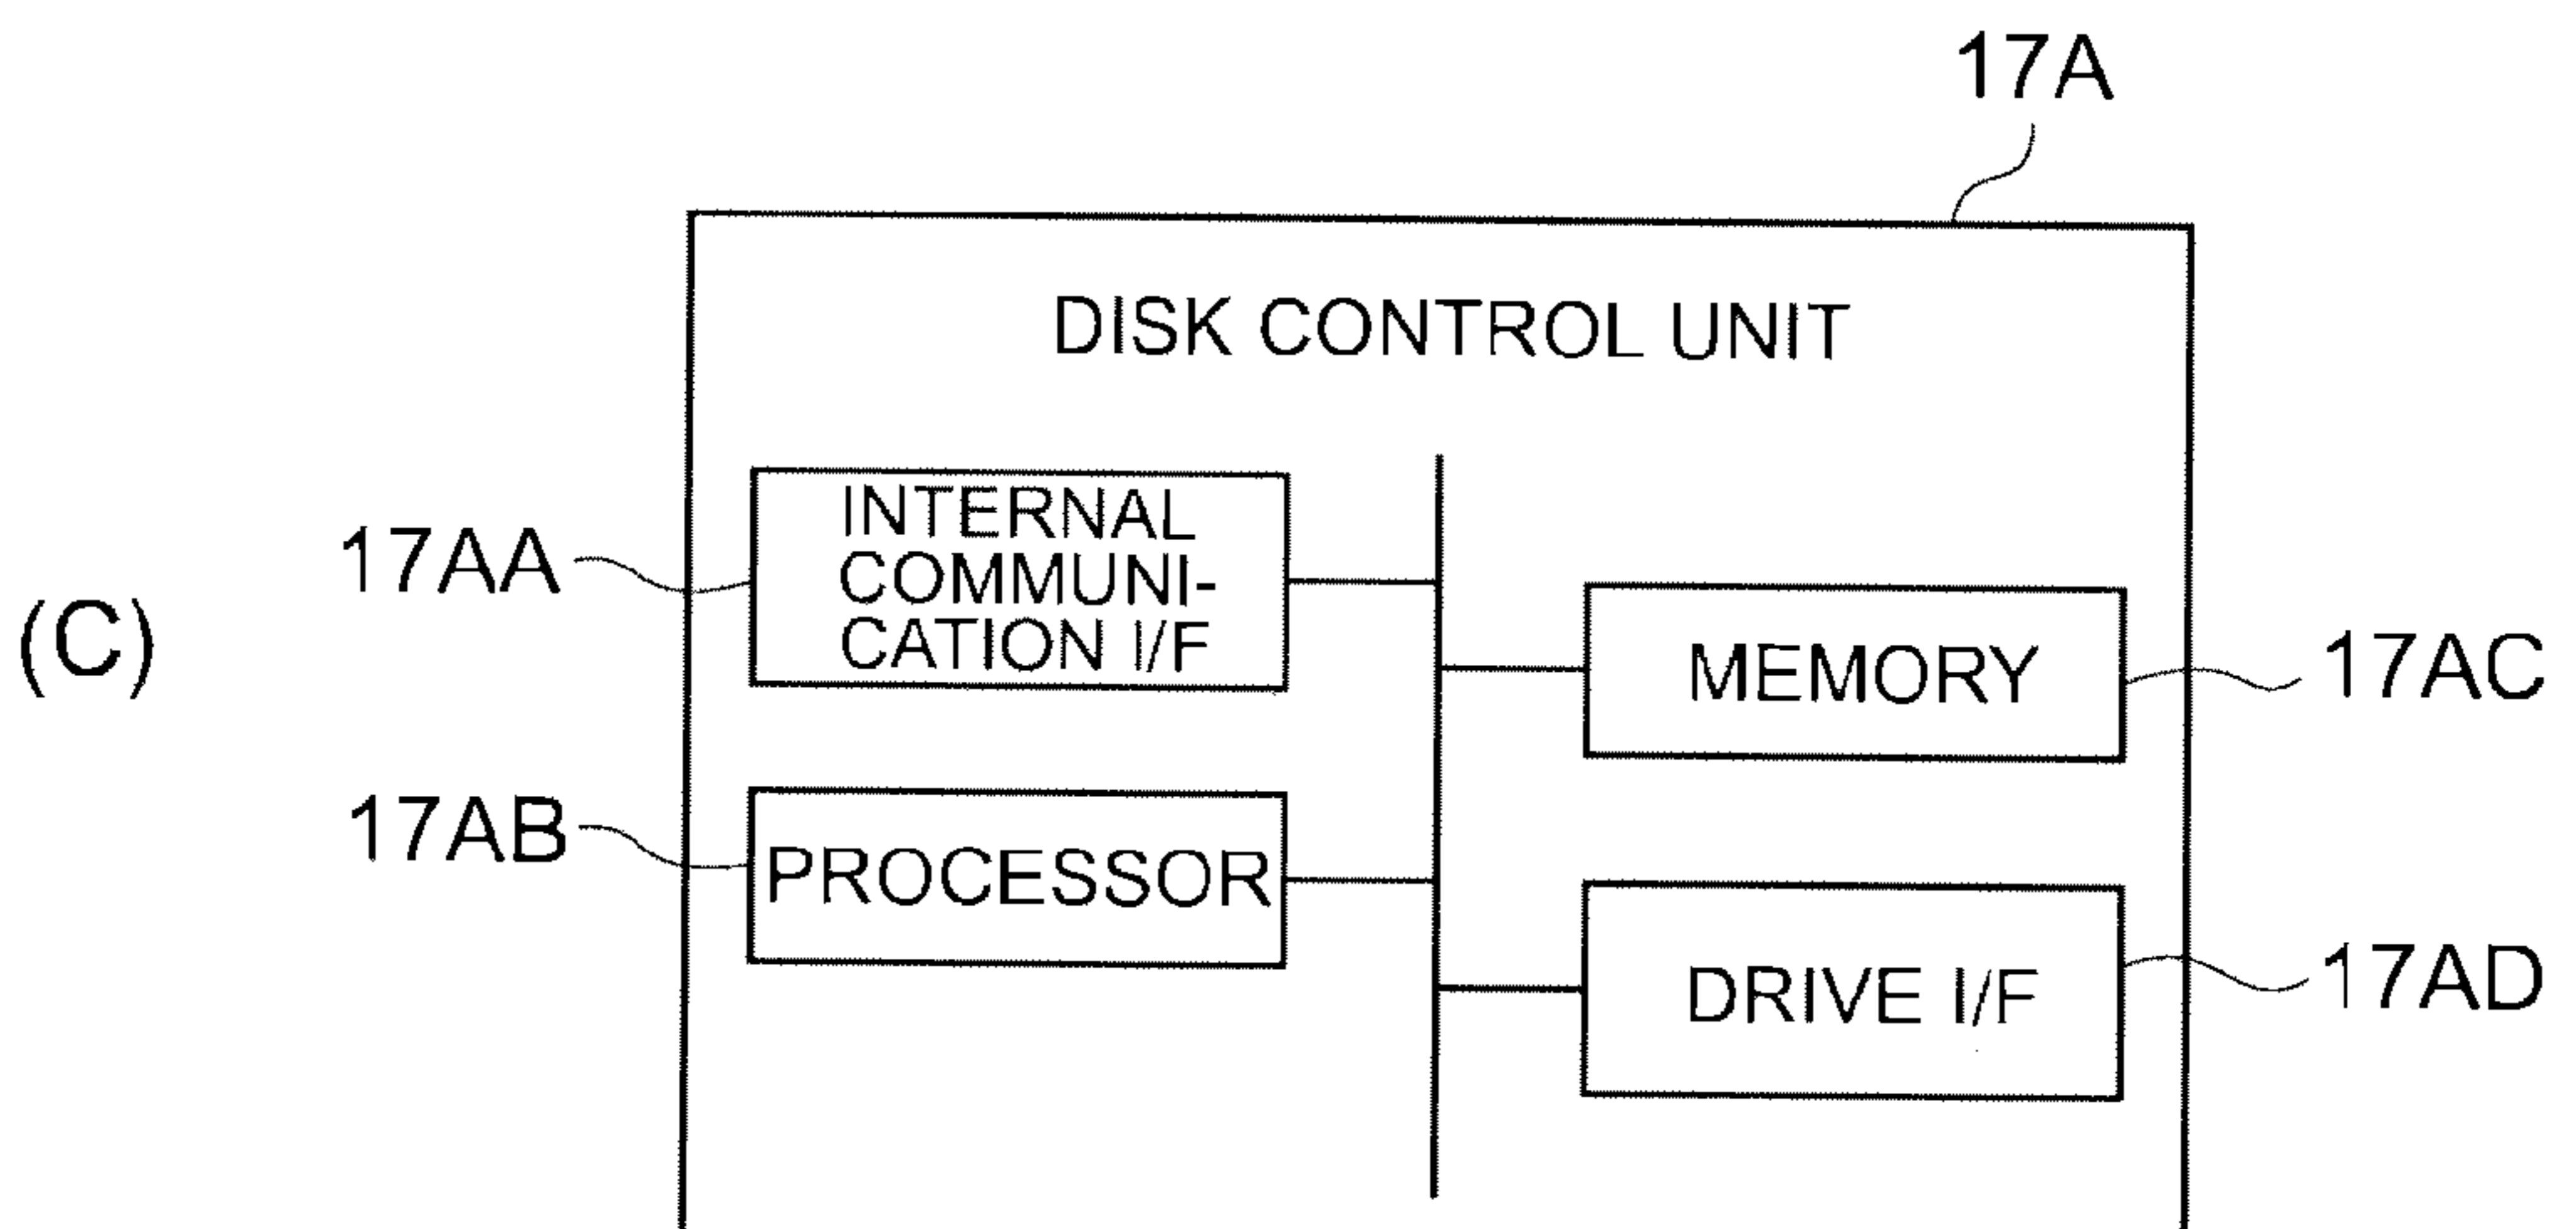 17A
DISK CONTROL UNIT
INTERNAL
COMMUNI-
CATION I/F
17AA
(C)
MEMORY
17AC
17AB
PROCESSOR
DRIVE I/F
17AD